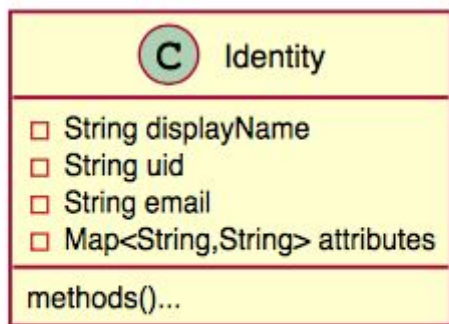 C Identity
String displayName
String uid
String email
Map<String,String> attributes
methods()...